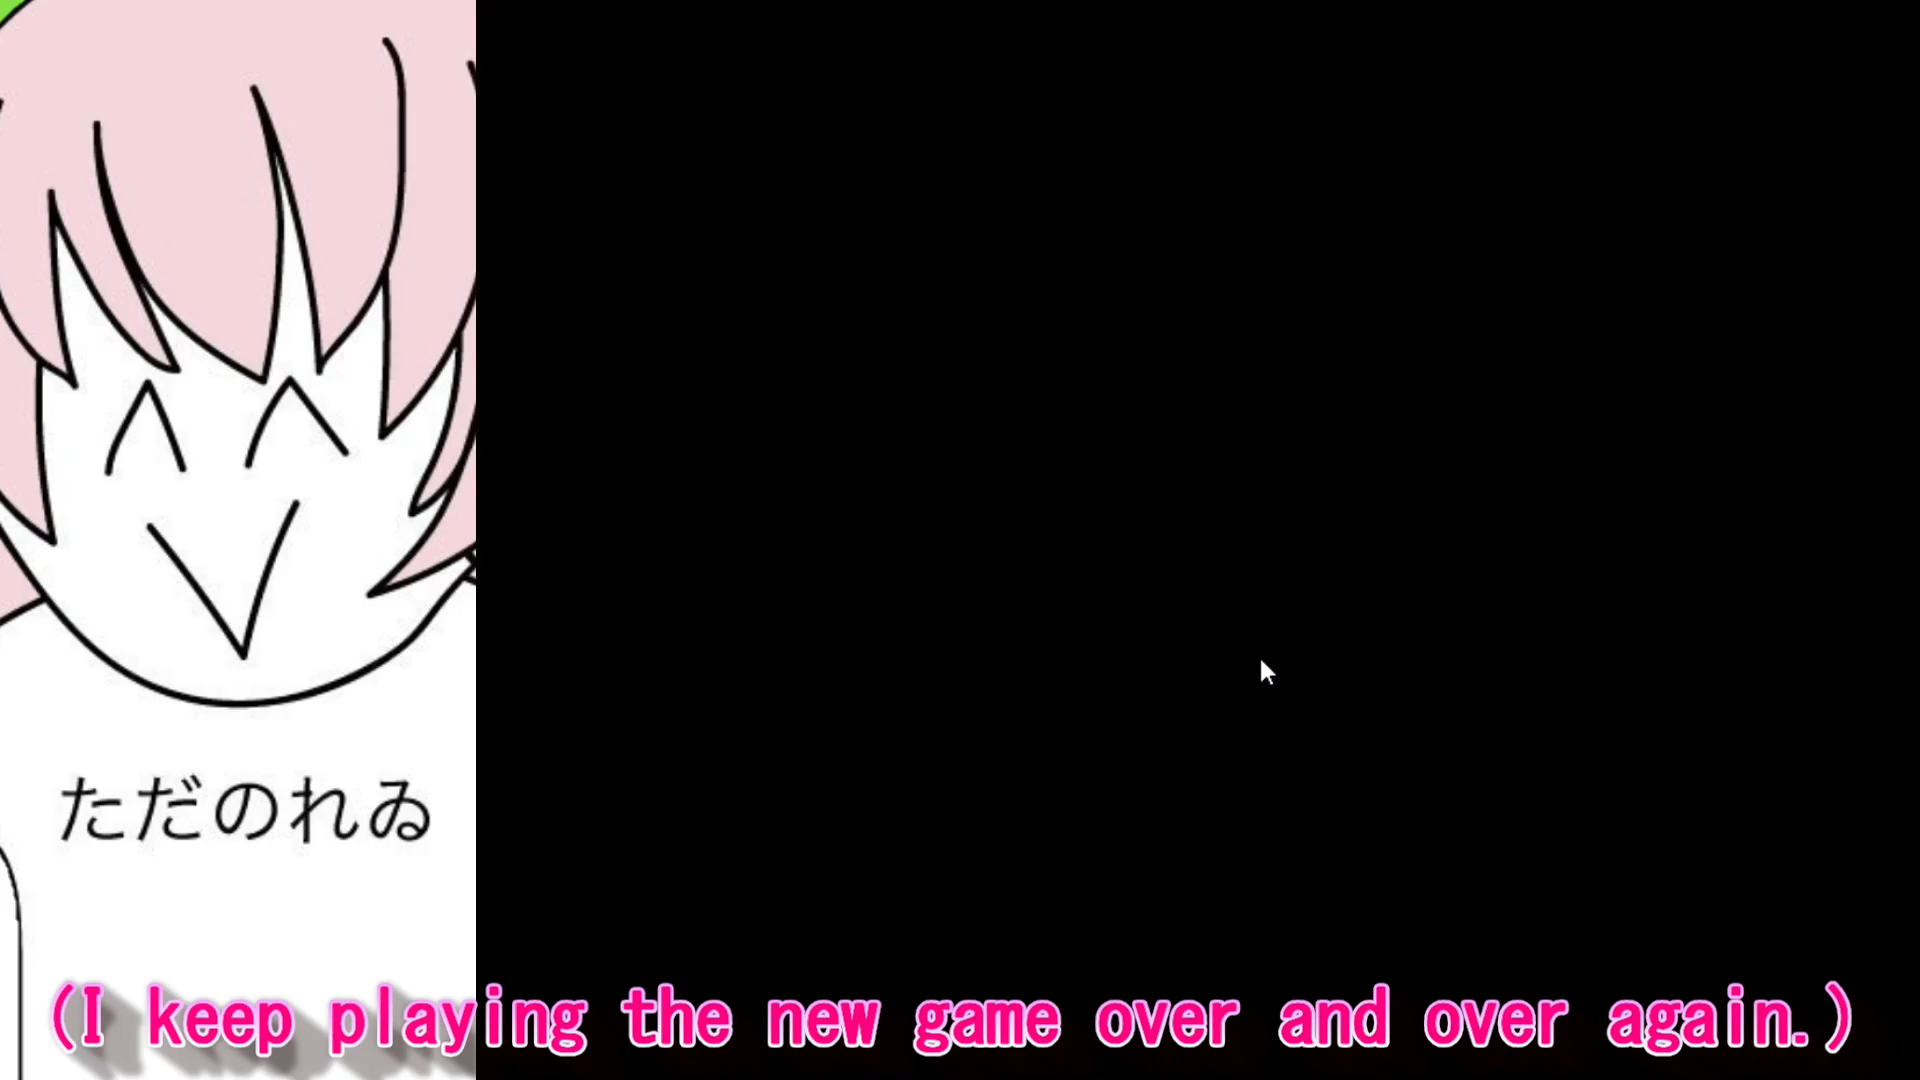 ただのれゐ
(I keep playing the new game over and over again.)